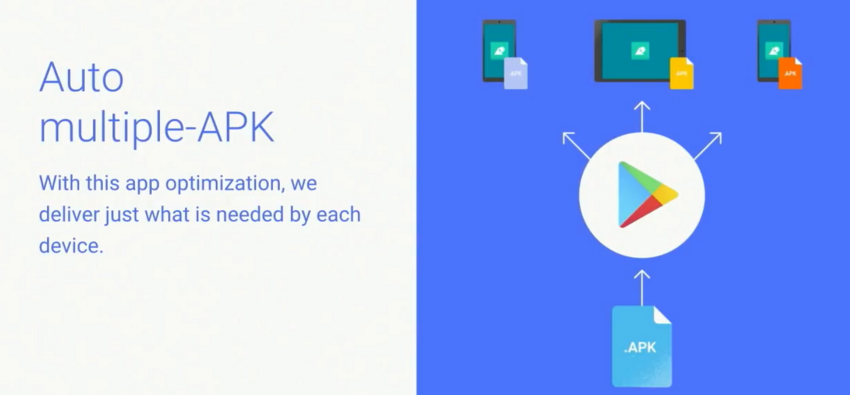 Auto
multiple-APK
With this app optimization, we
deliver just what is needed by each
device.
.APK
.APK
.APK
.APK